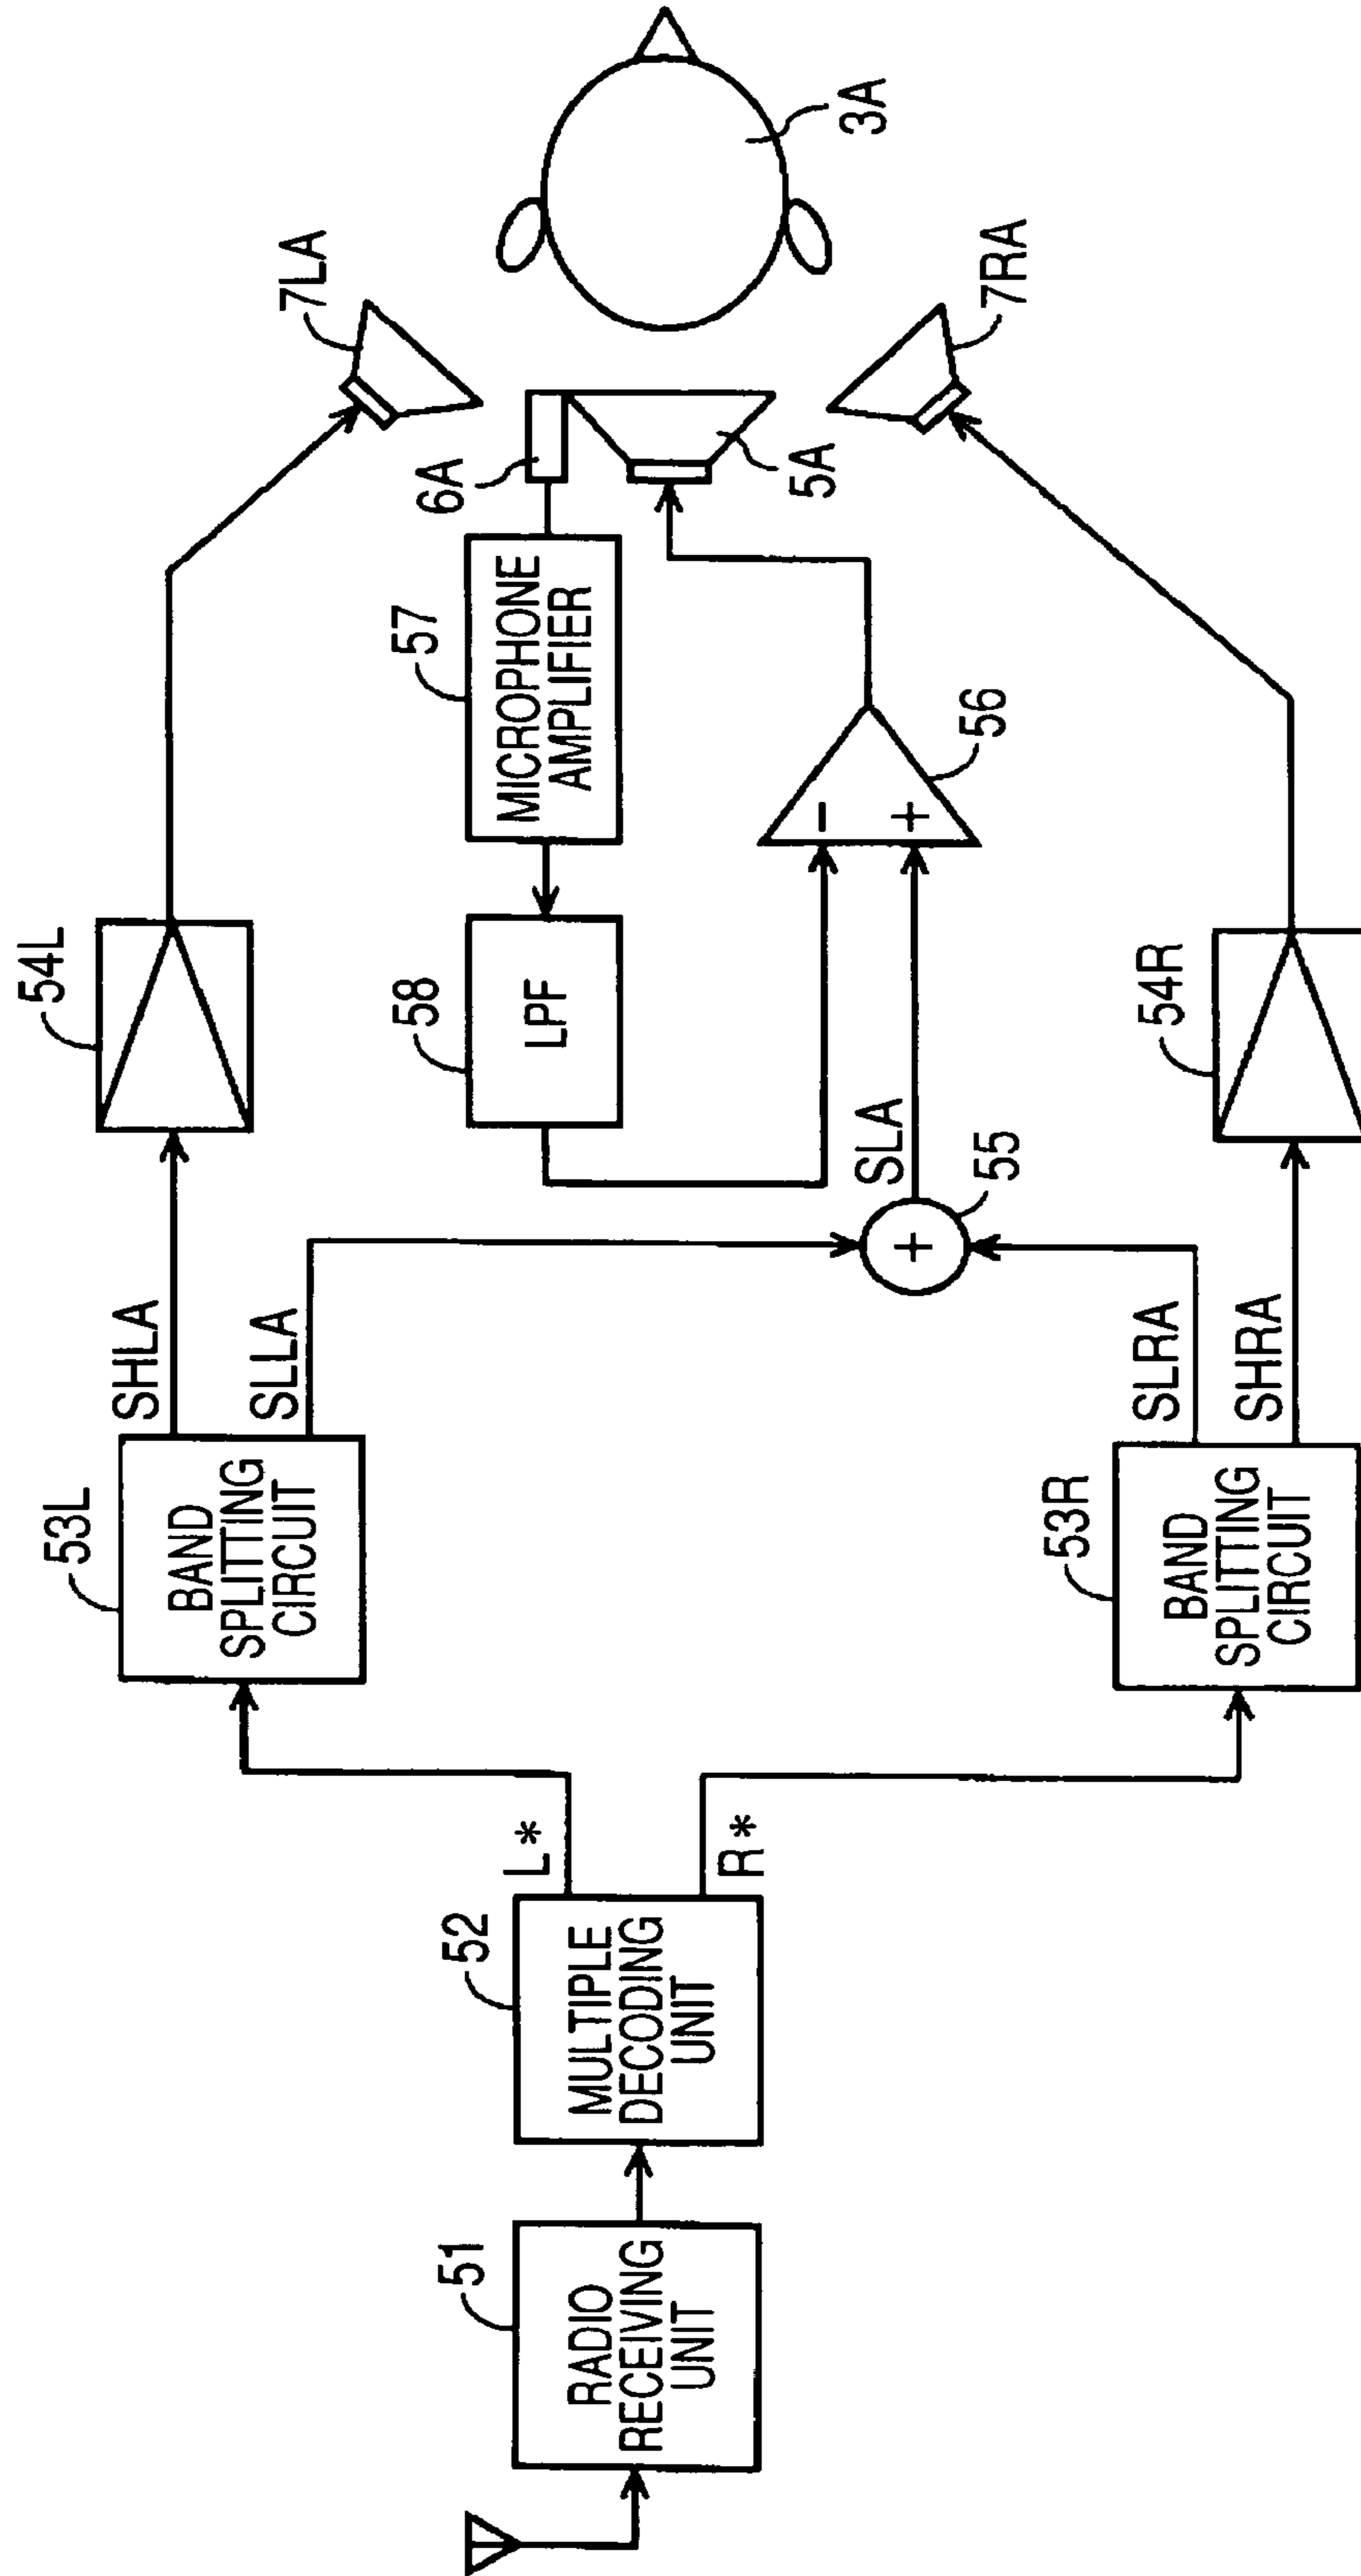 51
RADIO
RECEIVING
UNIT
52
MULTIPLE
DECODING
UNIT
L*
R*
53L
BAND
SPLITTING
CIRCUIT
SHLA
SLLA
53R
BAND
SPLITTING
CIRCUIT
SLRA
SHRA
54L
54R
55
+
SLA
58
LPF
57
MICROPHONE
AMPLIFIER
56
-
+
6A
5A
7LA
7RA
3A